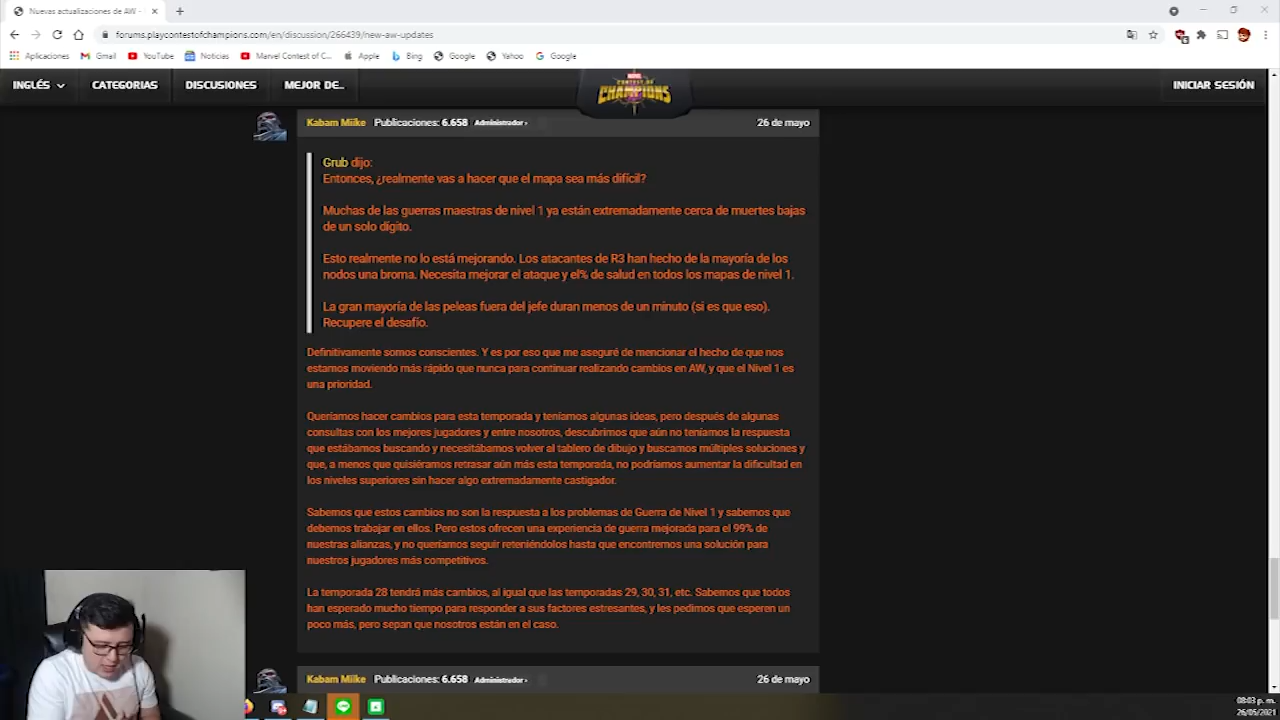 Nuevas actualizaciones de AW -
forums.playcontestofchampions.com/en/discussion/266439/new-aw-updates
Aplicaciones Gmail YouTube Noticias Marvel Contest of C... Apple Bing Google Yahoo Google
INGLÉS CATEGORIAS DISCUSIONES MEJOR DE... MARVEL CONTEST OF CHAMPIONS INICIAR SESIÓN
Kabam Miike Publicaciones: 6.658 Administrador › 26 de mayo
Grub dijo:
Entonces, ¿realmente vas a hacer que el mapa sea más difícil?
Muchas de las guerras maestras de nivel 1 ya están extremadamente cerca de muertes bajas
de un solo dígito.
Esto realmente no lo está mejorando. Los atacantes de R3 han hecho de la mayoría de los
nodos una broma. Necesita mejorar el ataque y el% de salud en todos los mapas de nivel 1.
La gran mayoría de las peleas fuera del jefe duran menos de un minuto (si es que eso).
Recupere el desafío.
Definitivamente somos conscientes. Y es por eso que me aseguré de mencionar el hecho de que nos
estamos moviendo más rápido que nunca para continuar realizando cambios en AW, y que el Nivel 1 es
una prioridad.
Queríamos hacer cambios para esta temporada y teníamos algunas ideas, pero después de algunas
consultas con los mejores jugadores y entre nosotros, descubrimos que aún no teníamos la respuesta
que estábamos buscando y necesitábamos volver al tablero de dibujo y buscamos múltiples soluciones y
que, a menos que quisiéramos retrasar aún más esta temporada, no podríamos aumentar la dificultad en
los niveles superiores sin hacer algo extremadamente castigador.
Sabemos que estos cambios no son la respuesta a los problemas de Guerra de Nivel 1 y sabemos que
debemos trabajar en ellos. Pero estos ofrecen una experiencia de guerra mejorada para el 99% de
nuestras alianzas, y no queríamos seguir reteniéndolos hasta que encontremos una solución para
nuestros jugadores más competitivos.
La temporada 28 tendrá más cambios, al igual que las temporadas 29, 30, 31, etc. Sabemos que todos
han esperado mucho tiempo para responder a sus factores estresantes, y les pedimos que esperen un
poco más, pero sepan que nosotros están en el caso.
Kabam Miike Publicaciones: 6.658 Administrador › 26 de mayo
08:03 p. m.
26/05/2021